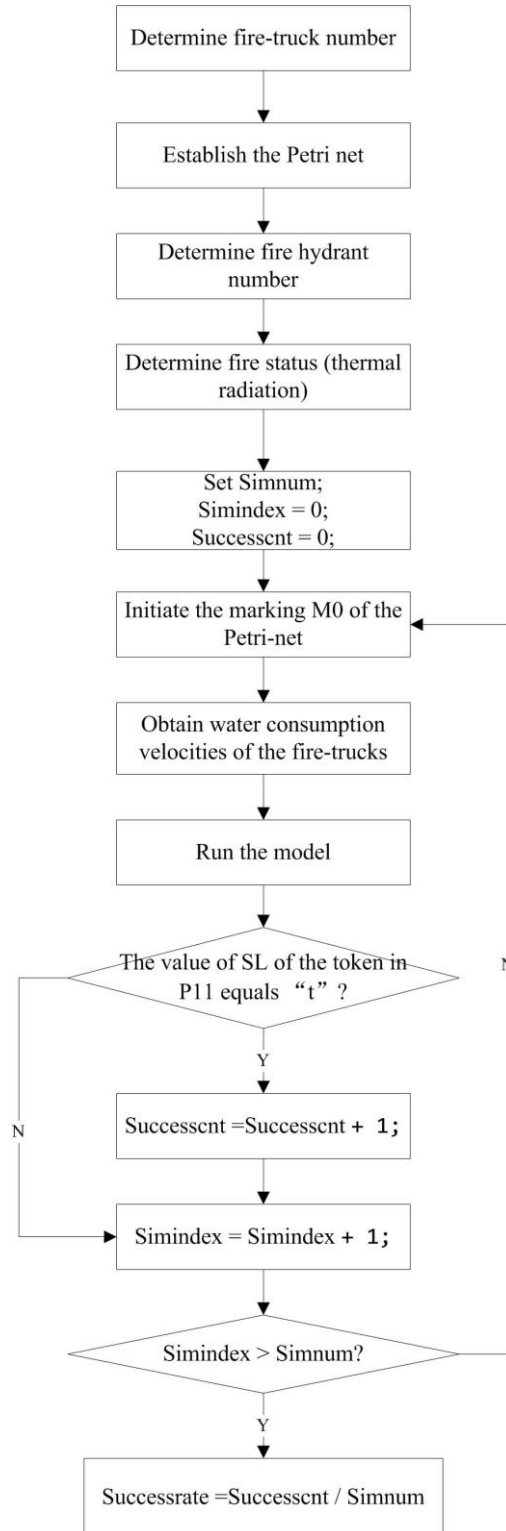 Determine fire-truck number
Establish the Petri net
Determine fire hydrant
number
Determine fire status (thermal
radiation)
Set Simnum;
Simindex = 0;
Successcnt = 0;
Initiate the marking M0 of the
Petri-net
Obtain water consumption
velocities of the fire-trucks
Run the model
The value of SL of the token in
P11 equals “t” ?
N
Y
Successcnt =Successcnt + 1;
N
Simindex = Simindex + 1;
Simindex > Simnum?
Y
Successrate =Successcnt / Simnum